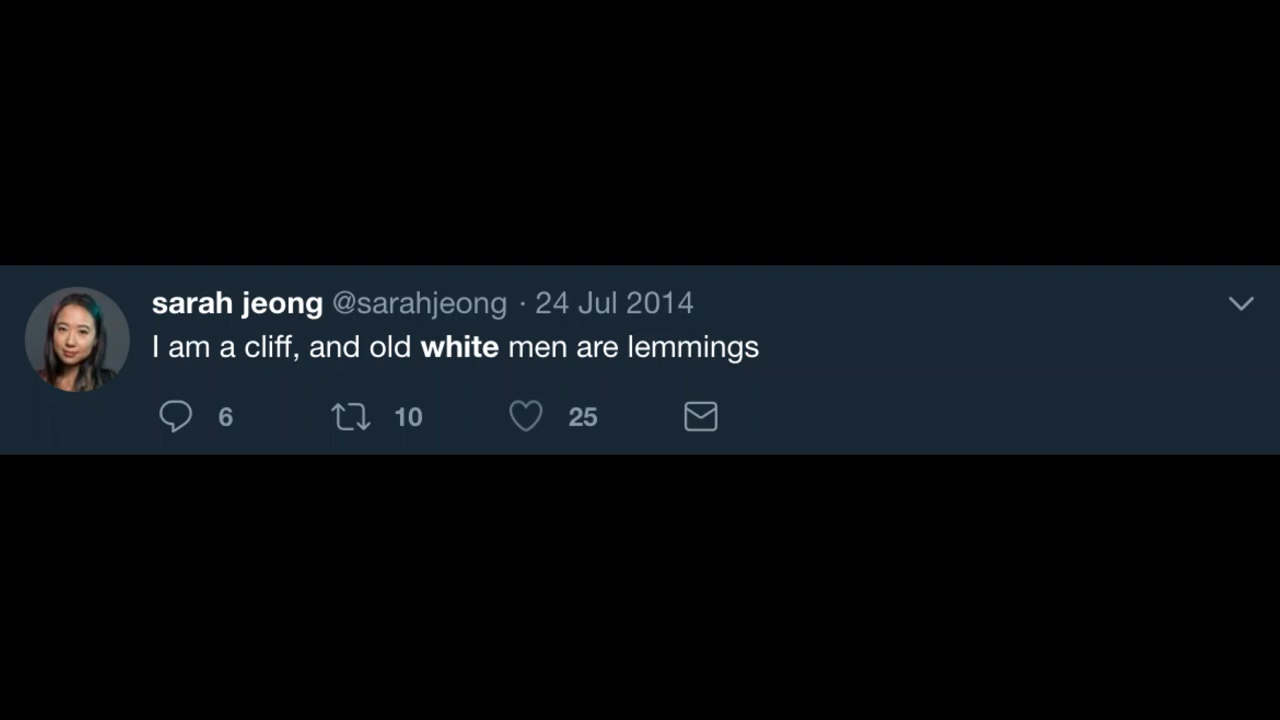 sarah jeong @sarahjeong · 24 Jul 2014
I am a cliff, and old white men are lemmings
6 10 25